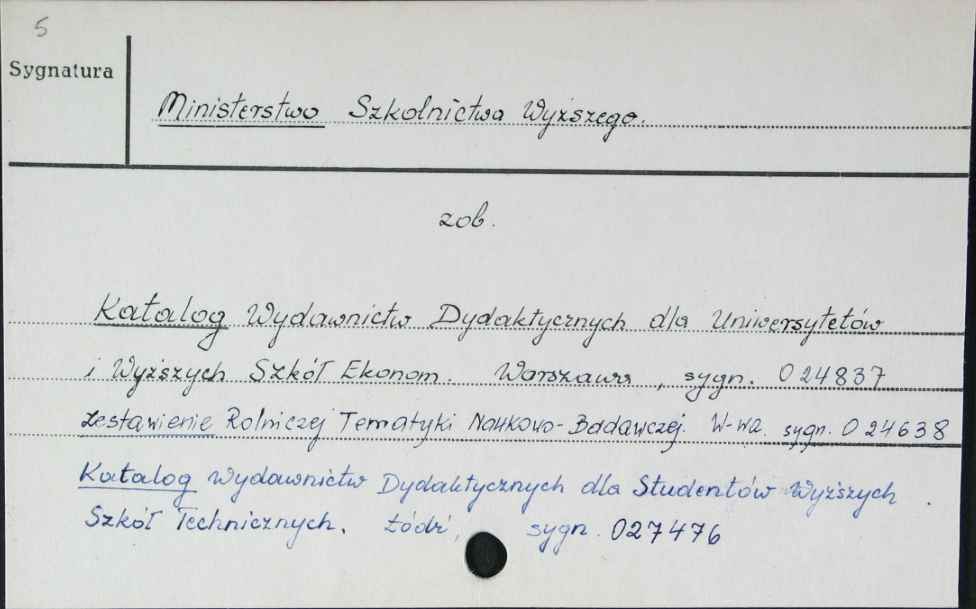 5
Sygnatura
Ministerstwo Szkolnictwa Wyższego.
zob.
Katalog Wydawnictw Dydaktycznych dla Uniwersytetów
i Wyższych Szkół Ekonom. Warszawa, sygn. 024837
Zestawienie Rolniczej Tematyki Naukowo-Badawczej. W-wa. sygn. 024638
Katalog Wydawnictw Dydaktycznych dla Studentów Wyższych
Szkół Technicznych. Łódź, sygn. 027476